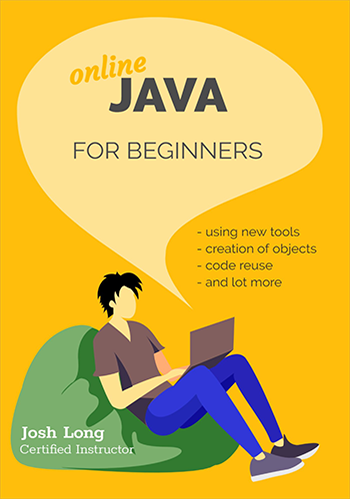 online
JAVA
FOR BEGINNERS
- using new tools
- creation of objects
- code reuse
- and lot more
Josh Long
Certified Instructor